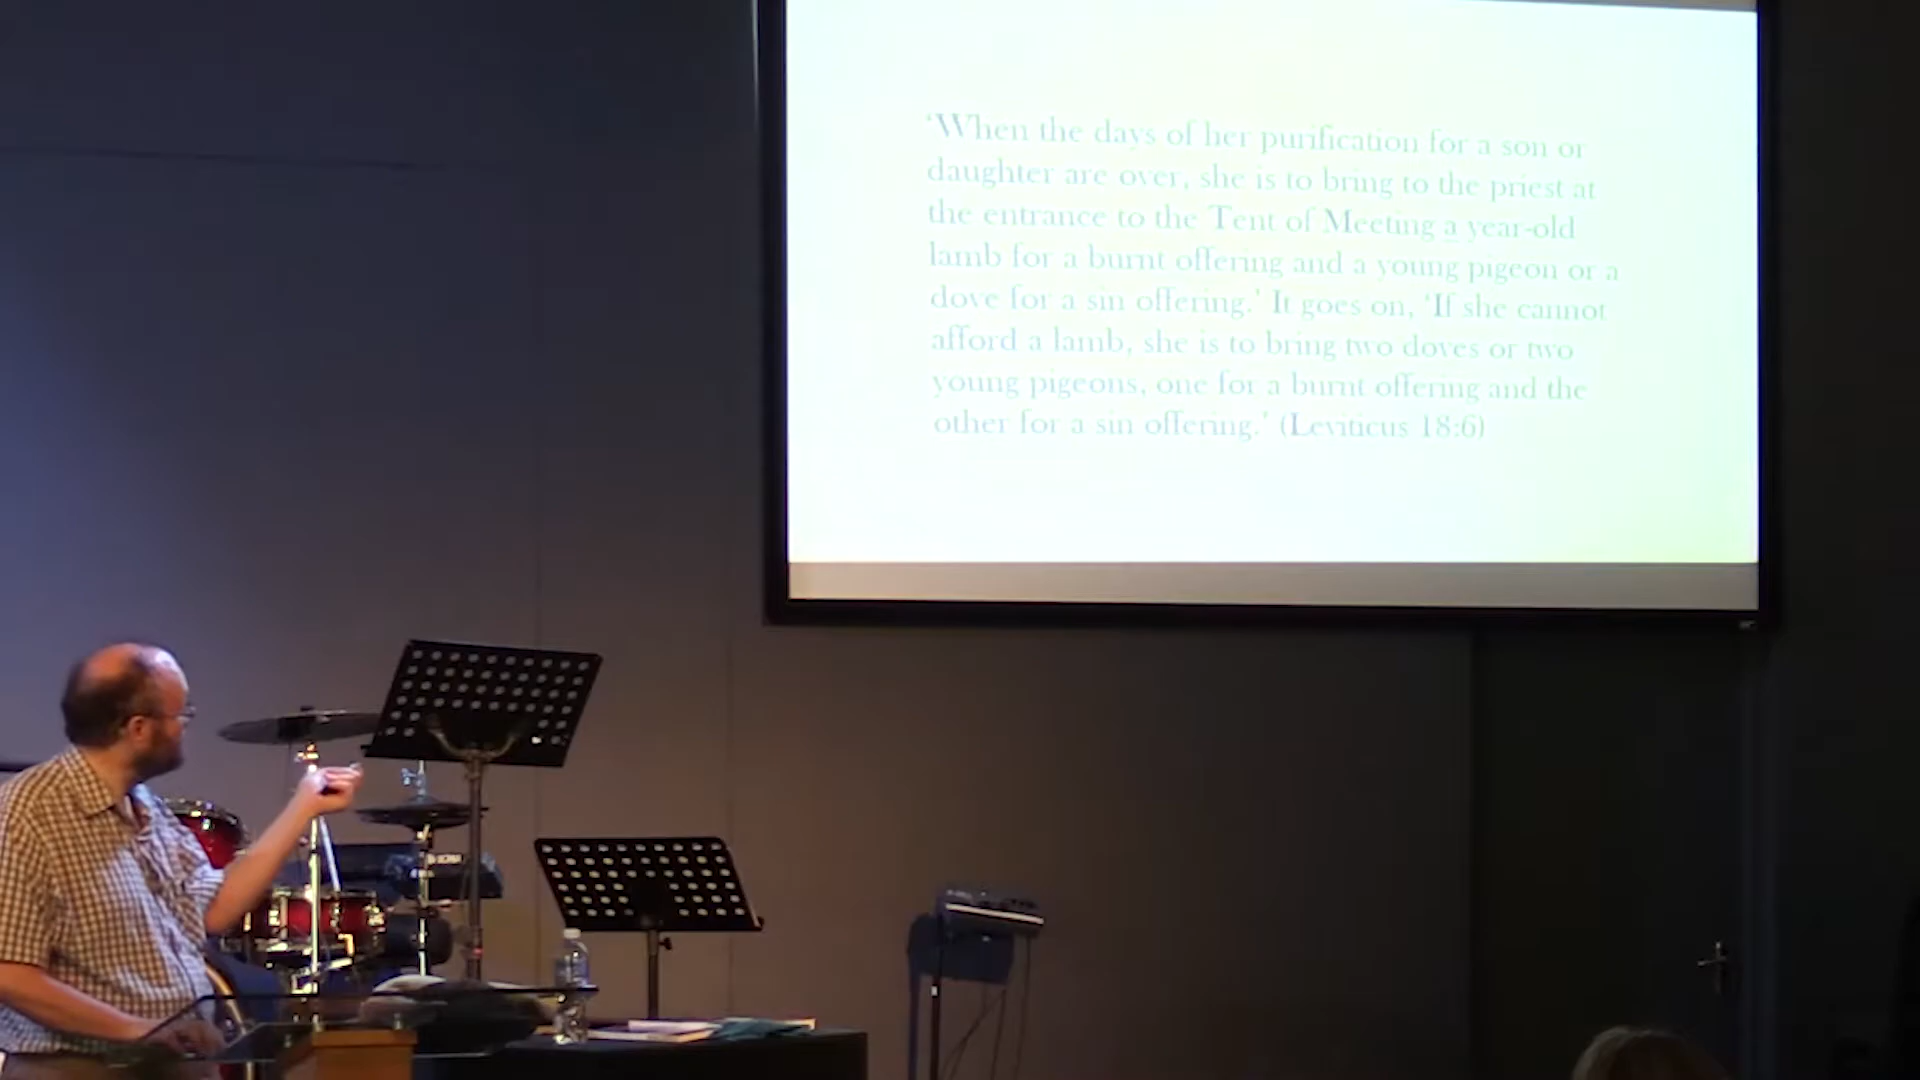 ‘When the days of her purification for a son or
daughter are over, she is to bring to the priest at
the entrance to the Tent of Meeting a year-old
lamb for a burnt offering and a young pigeon or a
dove for a sin offering.’ It goes on, ‘If she cannot
afford a lamb, she is to bring two doves or two
young pigeons, one for a burnt offering and the
other for a sin offering.’ (Leviticus 18:6)